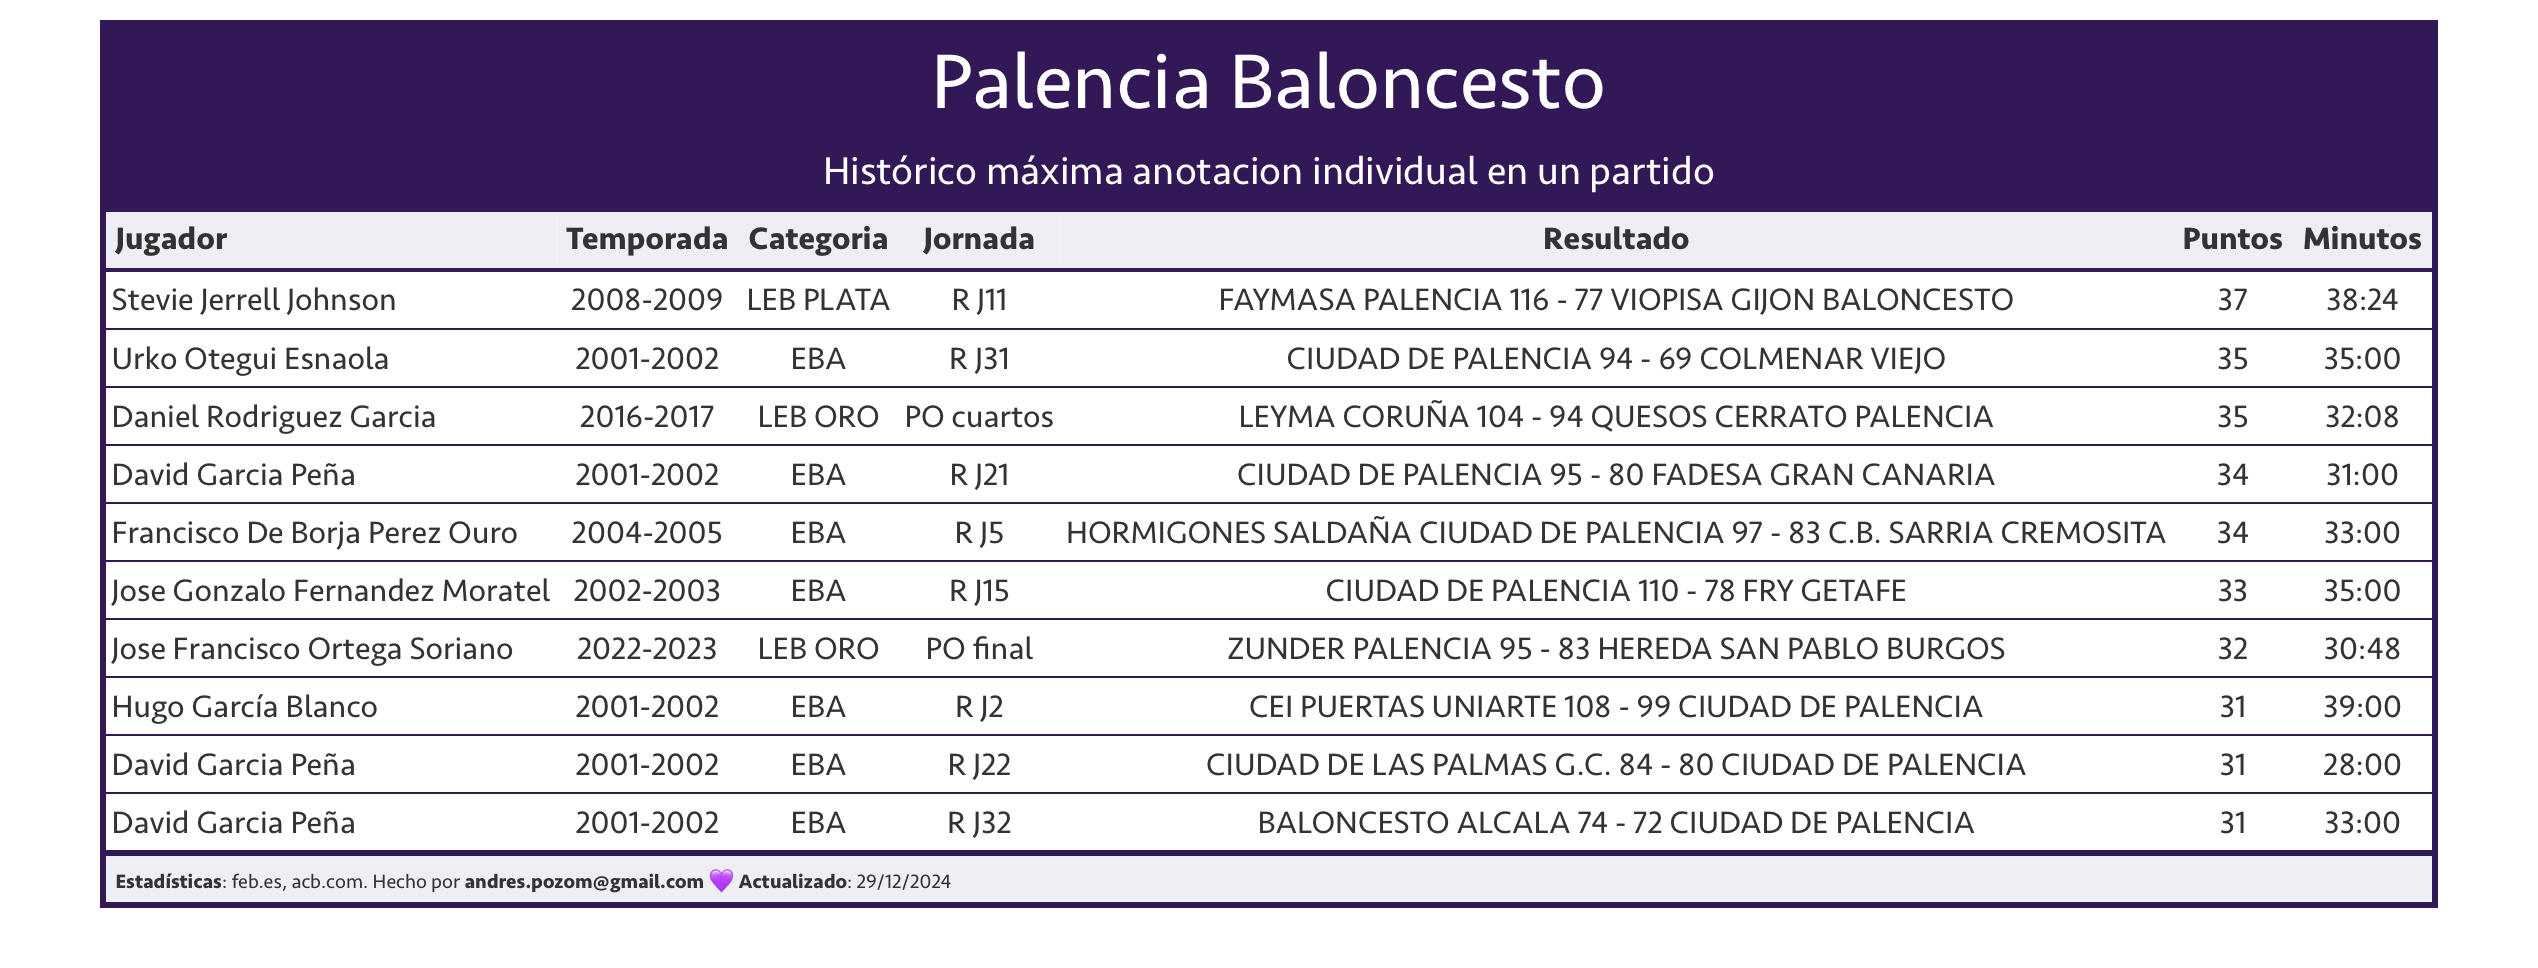 Palencia Baloncesto
Histórico máxima anotacion individual en un partido
Jugador Temporada Categoria Jornada Resultado Puntos Minutos
Stevie Jerrell Johnson 2008-2009 LEB PLATA R J11 FAYMASA PALENCIA 116 - 77 VIOPISA GIJON BALONCESTO 37 38:24
Urko Otegui Esnaola 2001-2002 EBA R J31 CIUDAD DE PALENCIA 94 - 69 COLMENAR VIEJO 35 35:00
Daniel Rodriguez Garcia 2016-2017 LEB ORO PO cuartos LEYMA CORUÑA 104 - 94 QUESOS CERRATO PALENCIA 35 32:08
David Garcia Peña 2001-2002 EBA R J21 CIUDAD DE PALENCIA 95 - 80 FADESA GRAN CANARIA 34 31:00
Francisco De Borja Perez Ouro 2004-2005 EBA R J5 HORMIGONES SALDAÑA CIUDAD DE PALENCIA 97 - 83 C.B. SARRIA CREMOSITA 34 33:00
Jose Gonzalo Fernandez Moratel 2002-2003 EBA R J15 CIUDAD DE PALENCIA 110 - 78 FRY GETAFE 33 35:00
Jose Francisco Ortega Soriano 2022-2023 LEB ORO PO final ZUNDER PALENCIA 95 - 83 HEREDA SAN PABLO BURGOS 32 30:48
Hugo García Blanco 2001-2002 EBA R J2 CEI PUERTAS UNIARTE 108 - 99 CIUDAD DE PALENCIA 31 39:00
David Garcia Peña 2001-2002 EBA R J22 CIUDAD DE LAS PALMAS G.C. 84 - 80 CIUDAD DE PALENCIA 31 28:00
David Garcia Peña 2001-2002 EBA R J32 BALONCESTO ALCALA 74 - 72 CIUDAD DE PALENCIA 31 33:00
Estadísticas: feb.es, acb.com. Hecho por andres.pozom@gmail.com 💜 Actualizado: 29/12/2024